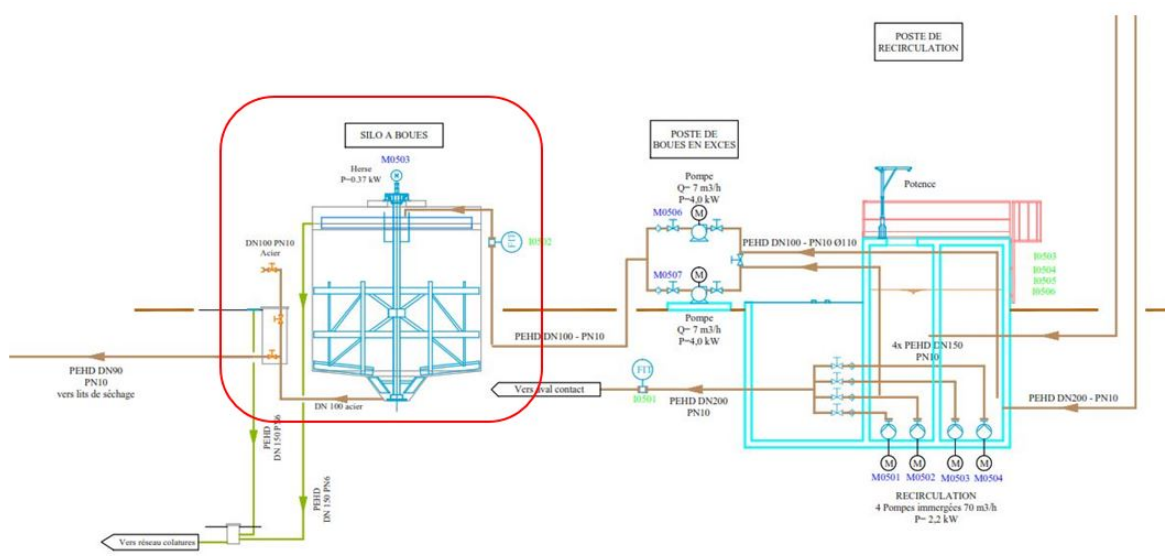 POSTE DE
RECIRCULATION
SILO A BOUES
M0503
Herse
P=0.37 kW
POSTE DE
BOUES EN EXCES
Pompe
Q= 7 m3/h
P=4,0 kW
M0506
M
Potence
DN100 PN10
Acier
FIT
I0502
PEHD DN100 - PN10 Ø110
M0507
M
I0503
I0504
I0505
I0506
Pompe
Q= 7 m3/h
P=4,0 kW
PEHD DN100 - PN10
4x PEHD DN150
PN10
PEHD DN90
PN10
vers lits de séchage
FIT
Vers aval contact
I0501
PEHD DN200
PN10
PEHD DN200 - PN10
DN 100 acier
PEHD
DN 150 PN6
PEHD
DN 150 PN6
M
M
M
M
M0501
M0502
M0503
M0504
RECIRCULATION
4 Pompes immergées 70 m3/h
P= 2,2 kW
Vers réseau colatures